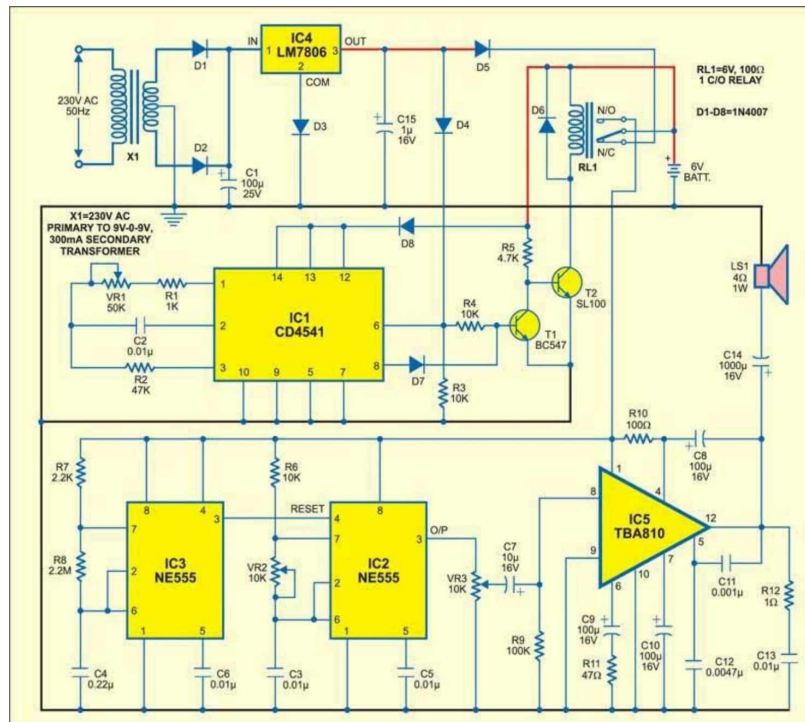 IC4
LM7806
IN
1
3
OUT
2
COM
D1
D2
D3
D4
D5
D6
230V AC
50Hz
X1
C1
100µ
25V
C15
1µ
16V
N/O
N/C
RL1
RL1=6V, 100Ω
1 C/O RELAY
D1-D8=1N4007
6V
BATT.
X1=230V AC
PRIMARY TO 9V-0-9V,
300mA SECONDARY
TRANSFORMER
VR1
50K
R1
1K
C2
0.01µ
R2
47K
14
13
12
1
2
3
IC1
CD4541
6
8
10
9
5
7
D8
R5
4.7K
R4
10K
D7
R3
10K
T1
BC547
T2
SL100
LS1
4Ω
1W
C14
1000µ
16V
R7
2.2K
R8
2.2M
C4
0.22µ
8
4
3
7
2
6
1
5
IC3
NE555
C6
0.01µ
R6
10K
VR2
10K
C3
0.01µ
RESET
8
4
7
3
2
6
1
5
IC2
NE555
O/P
C5
0.01µ
VR3
10K
C7
10µ
16V
R9
100K
R10
100Ω
C8
100µ
16V
1
4
8
9
12
5
6
10
7
IC5
TBA810
C9
100µ
16V
R11
47Ω
C10
100µ
16V
C11
0.001µ
C12
0.0047µ
R12
1Ω
C13
0.01µ